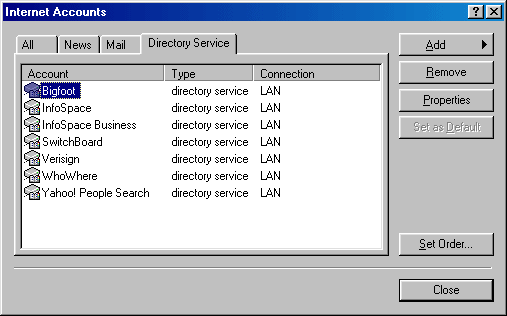 Internet Accounts
All News Mail Directory Service
Add
Account Type Connection
Remove
Bigfoot directory service LAN
InfoSpace directory service LAN
Properties
InfoSpace Business directory service LAN
Set as Default
SwitchBoard directory service LAN
Verisign directory service LAN
WhoWhere directory service LAN
Yahoo! People Search directory service LAN
Set Order...
Close